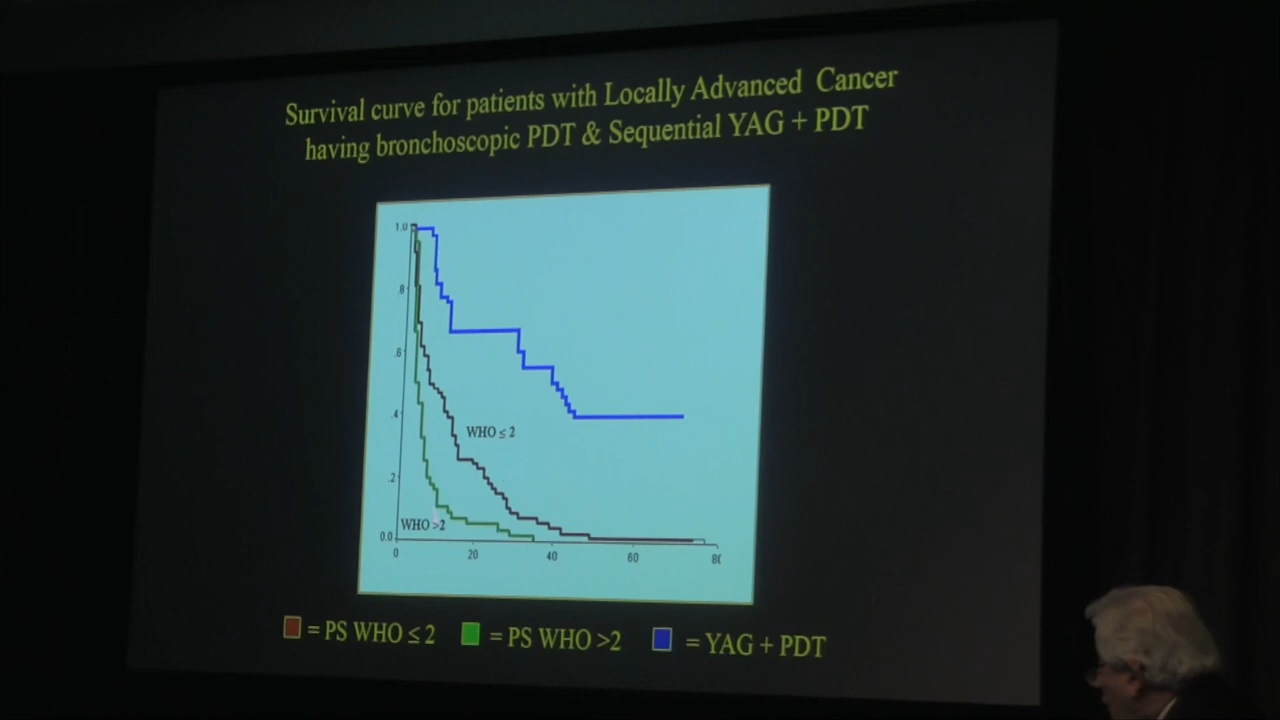 Survival curve for patients with Locally Advanced Cancer
having bronchoscopic PDT & Sequential YAG + PDT
1.0
.8
.6
.4
WHO ≤ 2
.2
WHO >2
0.0
0 20 40 60 80
= PS WHO ≤ 2 = PS WHO >2 = YAG + PDT